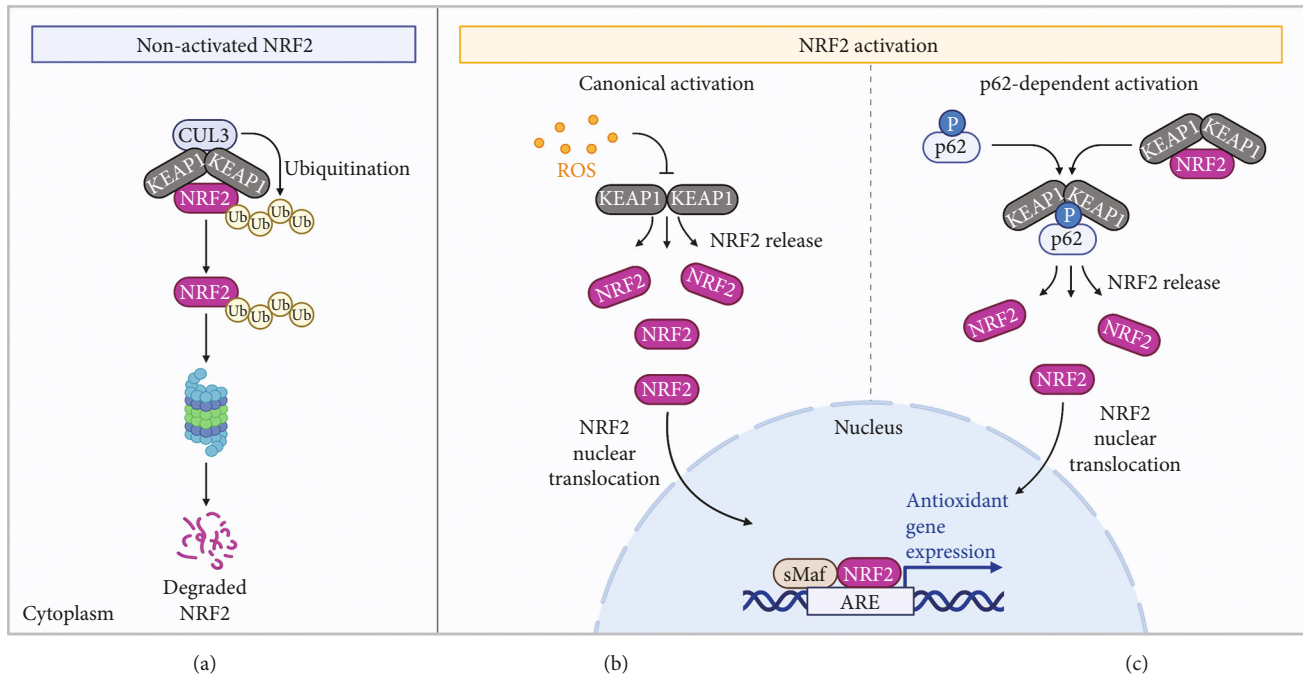 Non-activated NRF2
CUL3
KEAP1
KEAP1
NRF2
Ubiquitination
Ub
Ub
Ub
Ub
NRF2
Ub
Ub
Ub
Ub
Degraded
NRF2
Cytoplasm
(a)
NRF2 activation
Canonical activation
ROS
KEAP1
KEAP1
NRF2 release
NRF2
NRF2
NRF2
NRF2
NRF2
nuclear
translocation
p62-dependent activation
P
p62
KEAP1
KEAP1
NRF2
KEAP1
KEAP1
P
p62
NRF2 release
NRF2
NRF2
NRF2
NRF2
nuclear
translocation
Nucleus
Antioxidant
gene
expression
sMaf
NRF2
ARE
(b)
(c)